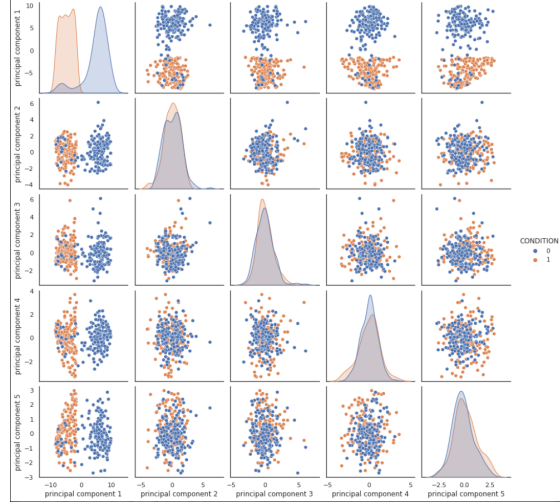 principal component 1
10
5
0
−5
principal component 2
6
4
2
0
−2
−4
principal component 3
6
4
2
0
−2
CONDITION
0
1
principal component 4
4
2
0
−2
principal component 5
3
2
1
0
−1
−2
−3
−10 0 10
−5 0 5
−5 0 5
−5 0 5
−2.5 0.0 2.5
principal component 1
principal component 2
principal component 3
principal component 4
principal component 5